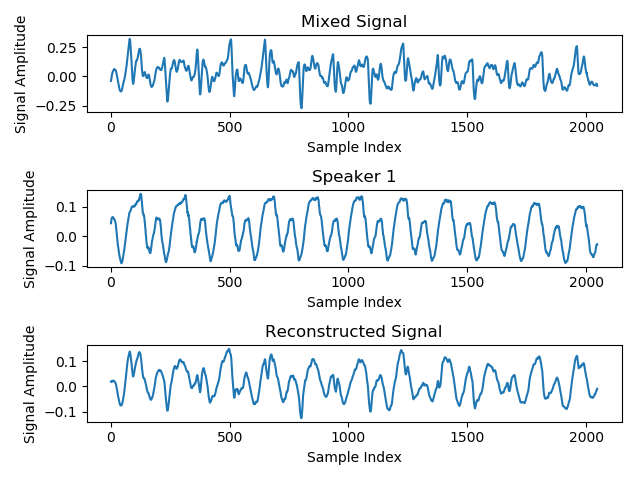 Mixed Signal
Signal Amplitude
0.25
0.00
−0.25
0
500
1000
1500
2000
Sample Index
Speaker 1
Signal Amplitude
0.1
0.0
−0.1
0
500
1000
1500
2000
Sample Index
Reconstructed Signal
Signal Amplitude
0.1
0.0
−0.1
0
500
1000
1500
2000
Sample Index